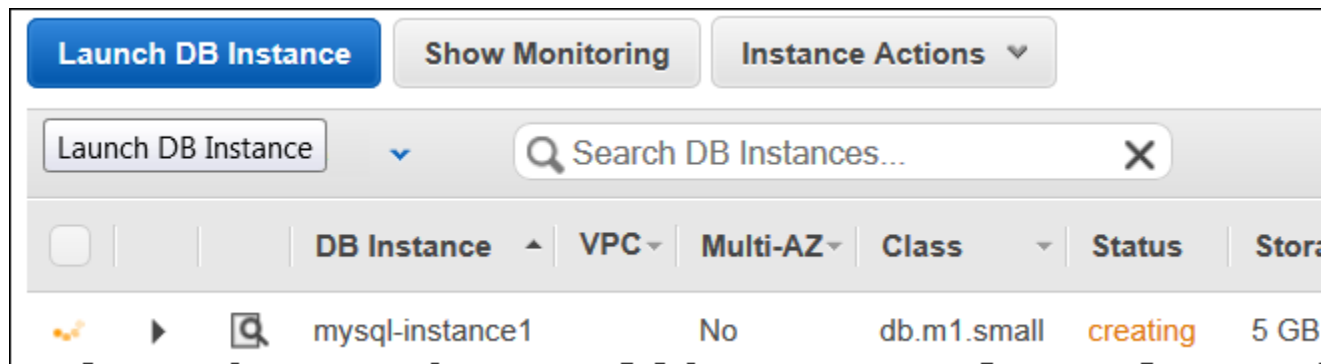 Launch DB Instance Show Monitoring Instance Actions
Launch DB Instance Search DB Instances...
DB Instance VPC Multi-AZ Class Status Stora
mysql-instance1 No db.m1.small creating 5 GB